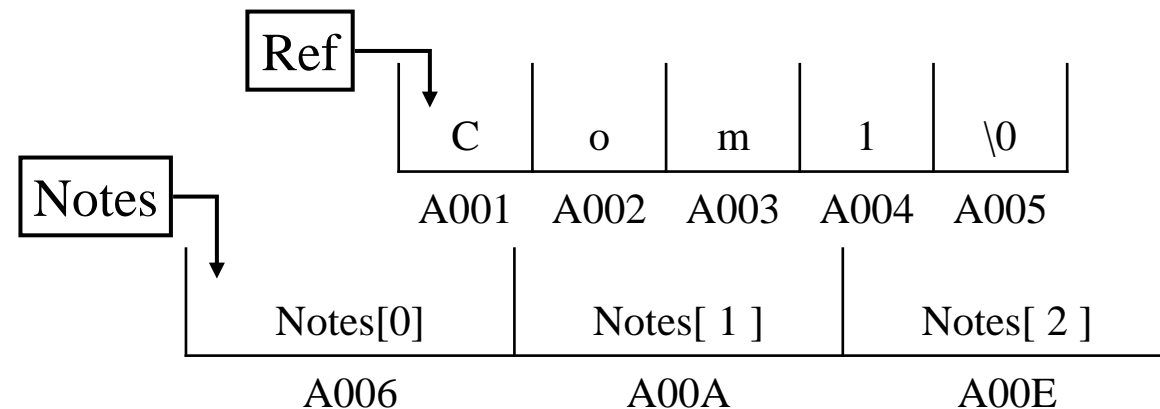 Ref
C o m 1 \0
A001 A002 A003 A004 A005
Notes
Notes[0] Notes[ 1 ] Notes[ 2 ]
A006 A00A A00E